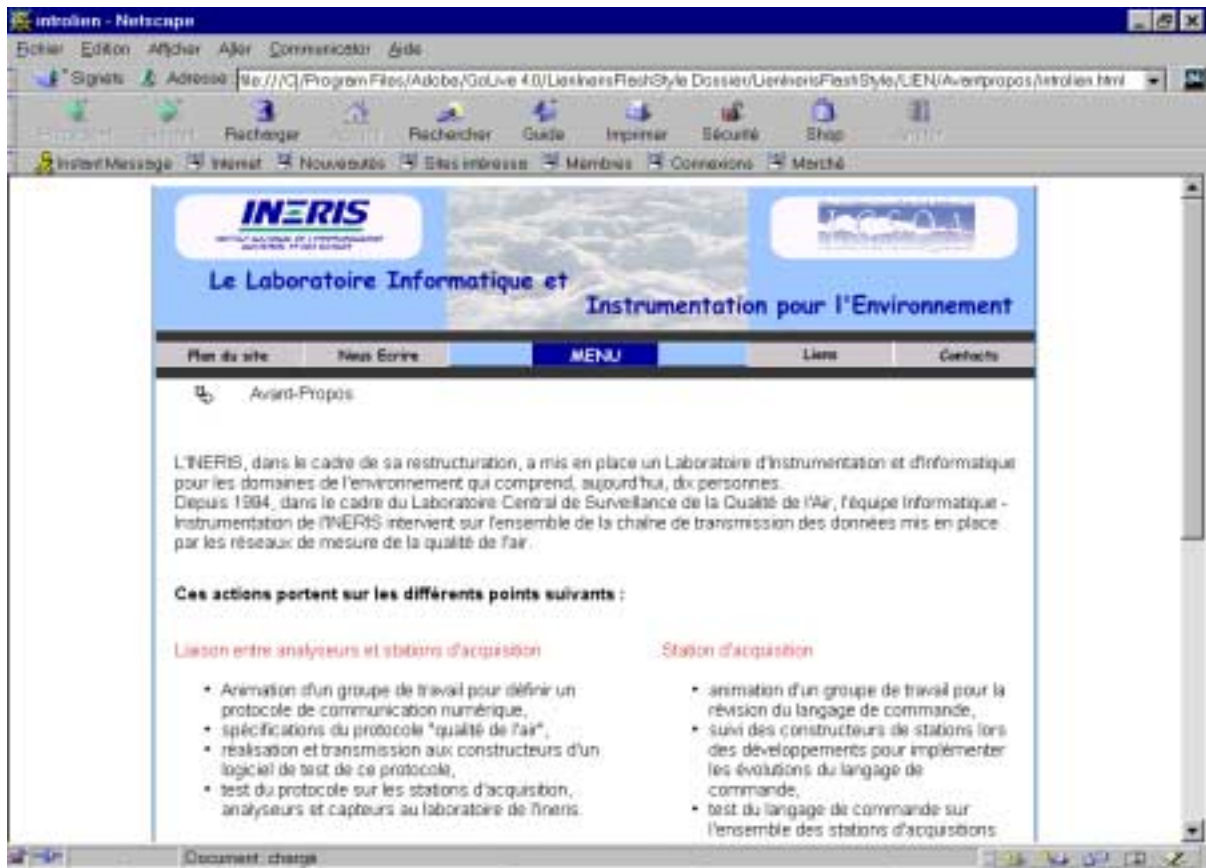 introlien - Netscape
Fichier Edition Afficher Aller Communicator Aide
Signets Adresse file:///C|/Program Files/Adobe/GoLive 4.0/LienInerisFlashStyle Dossier/LienInerisFlashStyle/LIEN/Avantpropos/introlien.html
Recharger Rechercher Guide Imprimer Sécurité Shop
Instant Message Internet Nouveautés Sites intéressa Membres Connexions Marché
INERIS
Le Laboratoire Informatique et
Instrumentation pour l'Environnement
Plan du site Nous Ecrire MENU Liens Contacts
Avant-Propos
L'INERIS, dans le cadre de sa restructuration, a mis en place un Laboratoire d'Instrumentation et d'Informatique
pour les domaines de l'environnement qui comprend, aujourd'hui, dix personnes.
Depuis 1994, dans le cadre du Laboratoire Central de Surveillance de la Qualité de l'Air, l'équipe Informatique -
Instrumentation de l'INERIS intervient sur l'ensemble de la chaîne de transmission des données mis en place
par les réseaux de mesure de la qualité de l'air.
Ces actions portent sur les différents points suivants :
Liaison entre analyseurs et stations d'acquisition
• Animation d'un groupe de travail pour définir un
protocole de communication numérique,
• spécifications du protocole "qualité de l'air",
• réalisation et transmission aux constructeurs d'un
logiciel de test de ce protocole,
• test du protocole sur les stations d'acquisition,
analyseurs et capteurs au laboratoire de l'ineris.
Station d'acquisition
• animation d'un groupe de travail pour la
révision du langage de commande,
• suivi des constructeurs de stations lors
des développements pour implémenter
les évolutions du langage de
commande,
• test du langage de commande sur
l'ensemble des stations d'acquisitions
Document: chargé